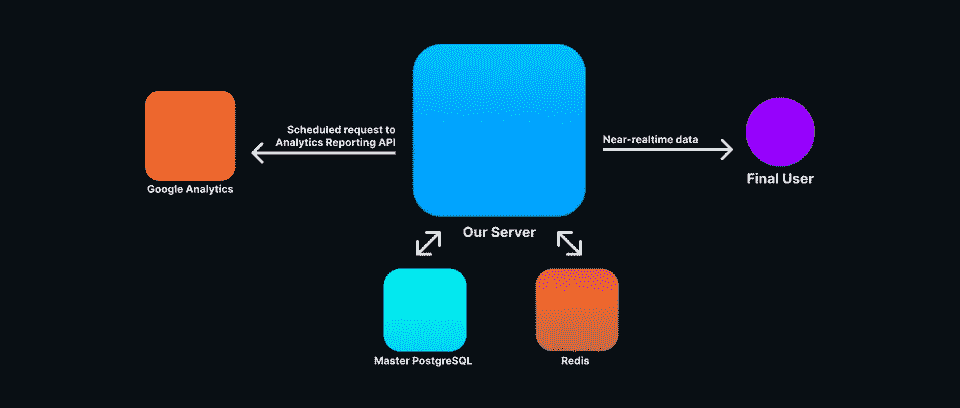 Scheduled request to
Analytics Reporting API
Near-realtime data
Google Analytics
Final User
Our Server
Master PostgreSQL
Redis